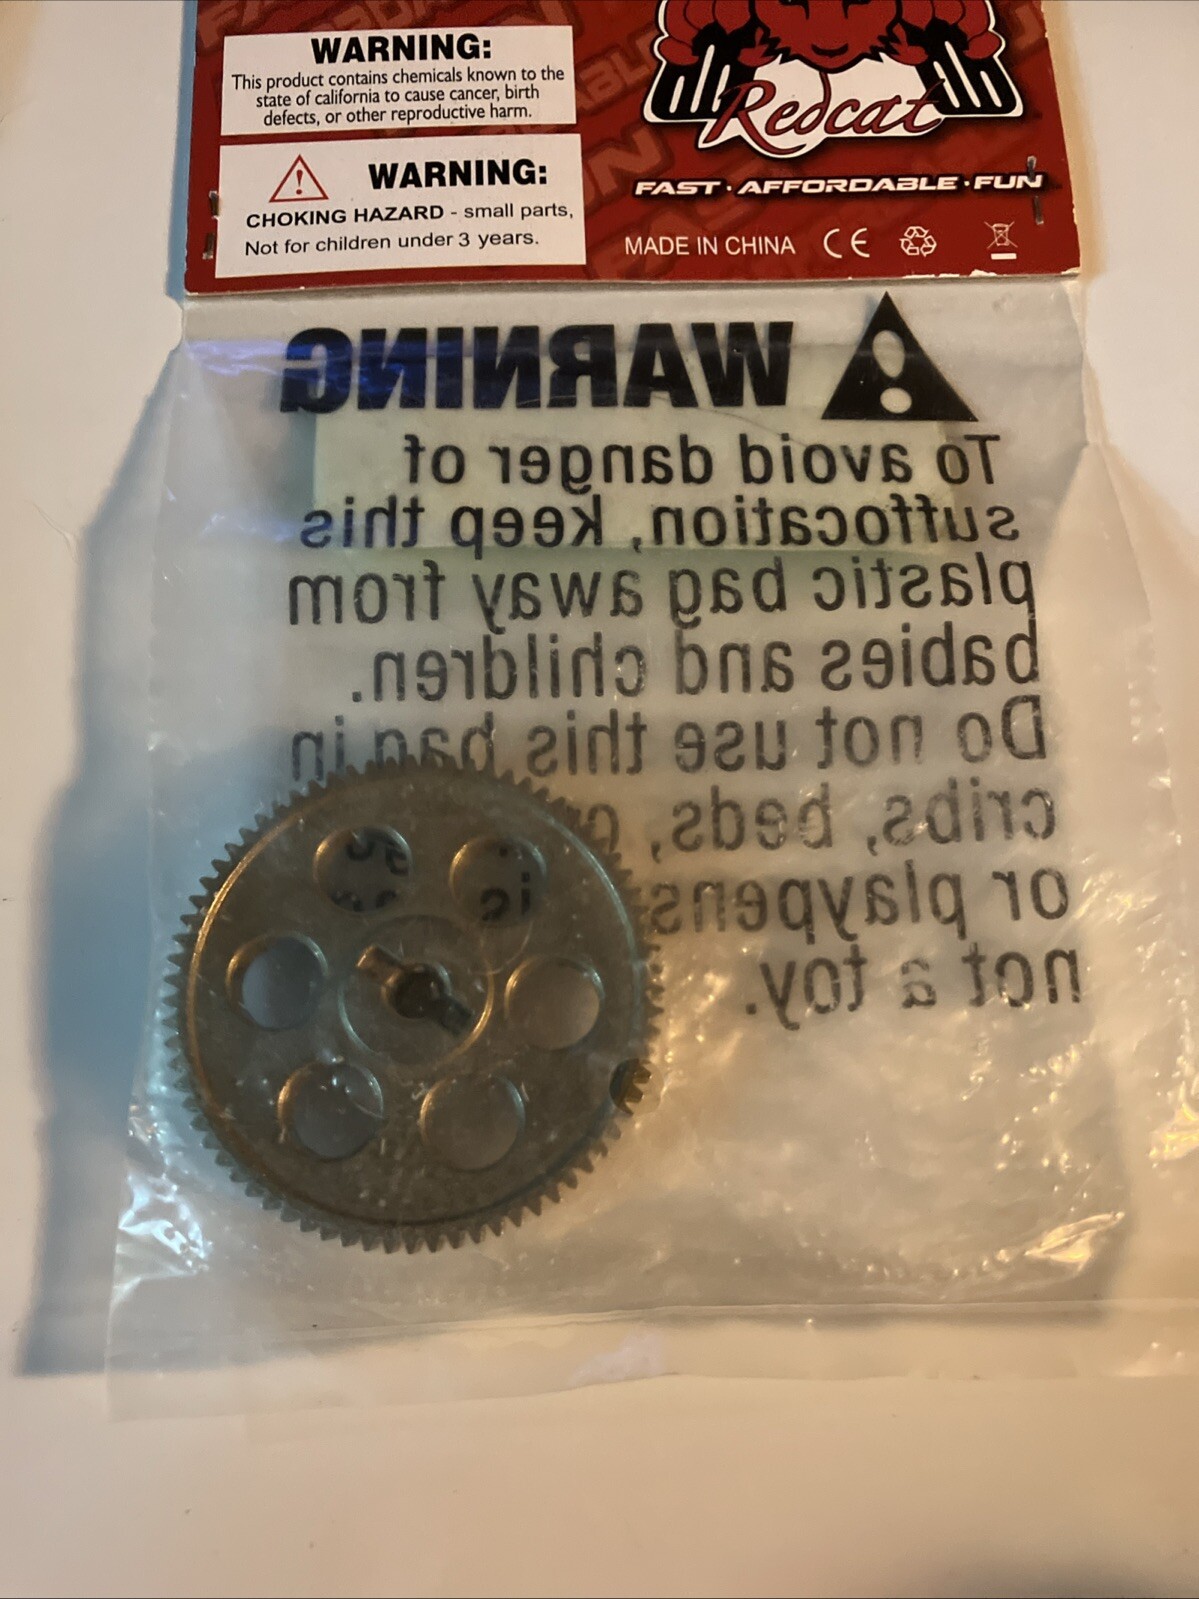 WARNING:
This product contains chemicals known to the
state of california to cause cancer, birth
defects, or other reproductive harm.
WARNING:
CHOKING HAZARD - small parts,
Not for children under 3 years.
Redcat
FAST · AFFORDABLE · FUN
MADE IN CHINA CE
WARNING
To avoid danger of
suffocation, keep this
plastic bag away from
babies and children.
Do not use this bag in
cribs, beds,
or playpens.
not a toy.